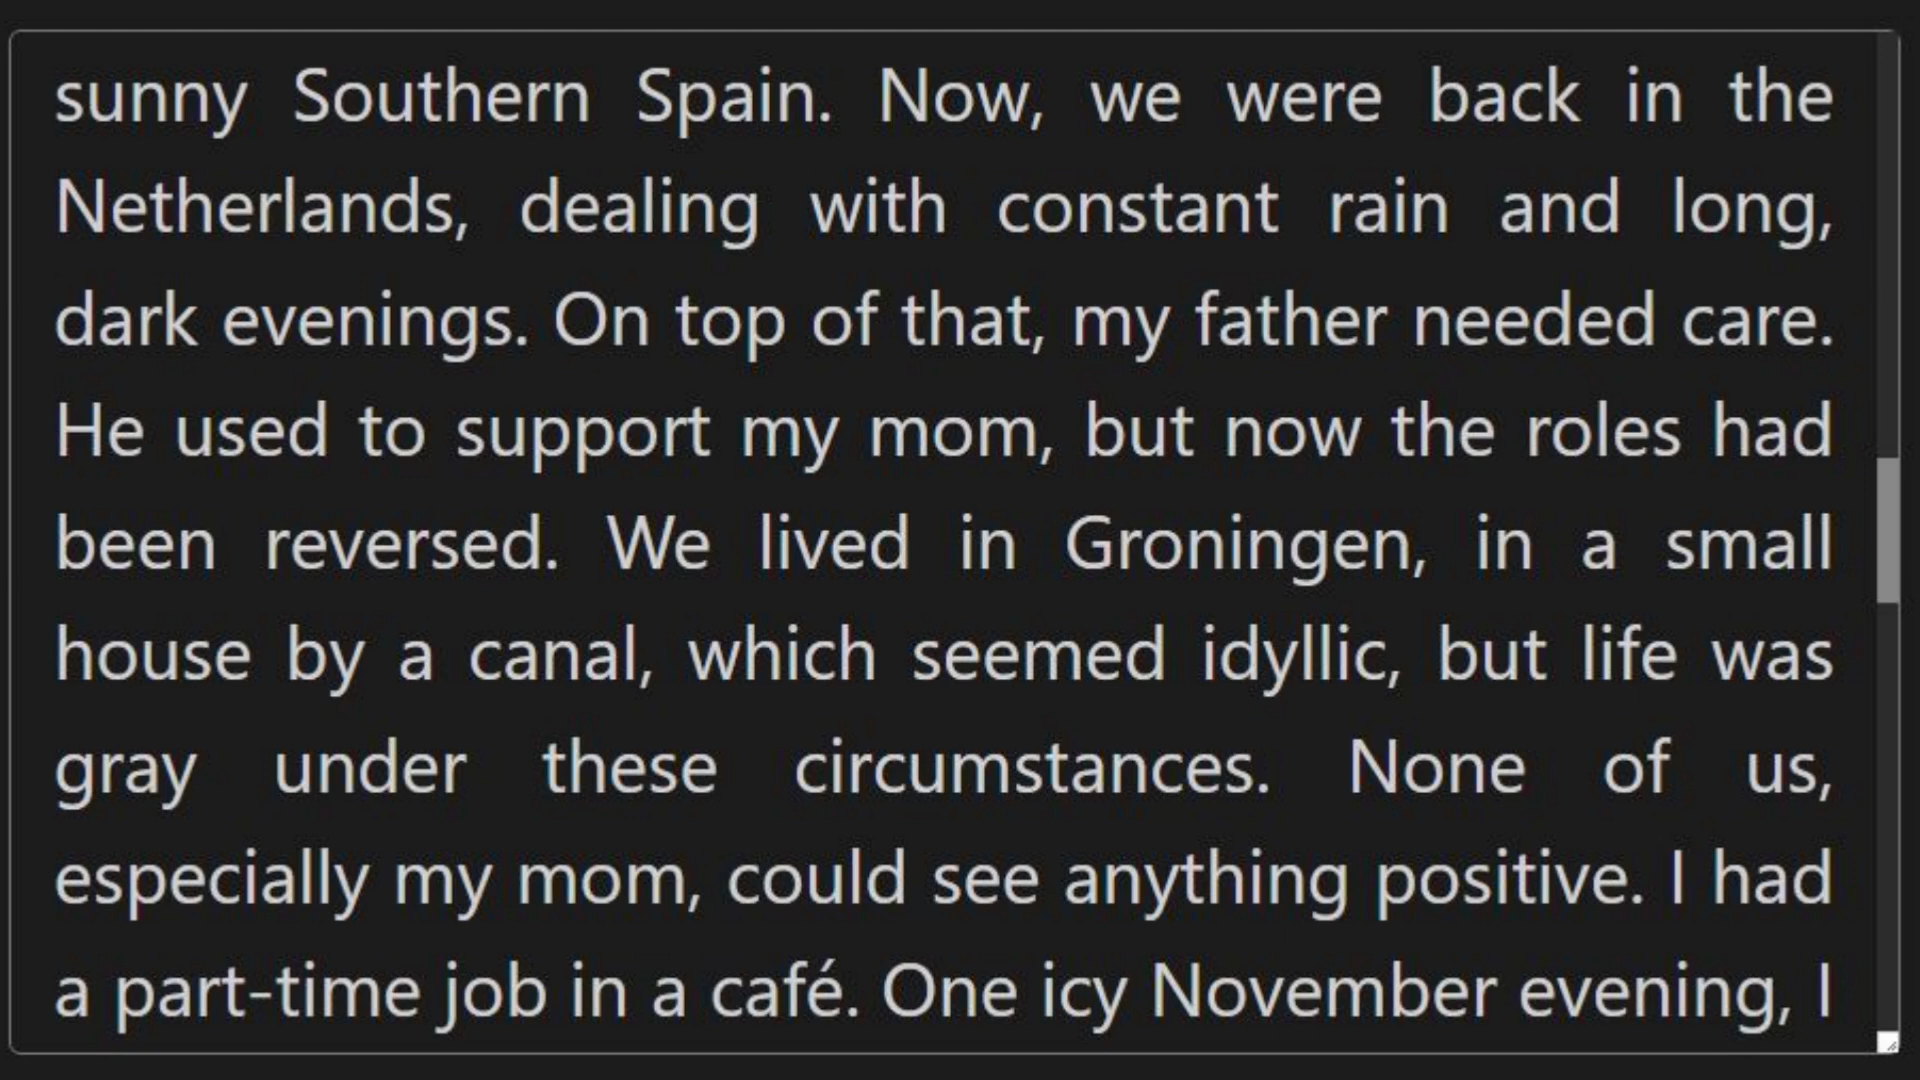 sunny Southern Spain. Now, we were back in the
Netherlands, dealing with constant rain and long,
dark evenings. On top of that, my father needed care.
He used to support my mom, but now the roles had
been reversed. We lived in Groningen, in a small
house by a canal, which seemed idyllic, but life was
gray under these circumstances. None of us,
especially my mom, could see anything positive. I had
a part-time job in a café. One icy November evening, I